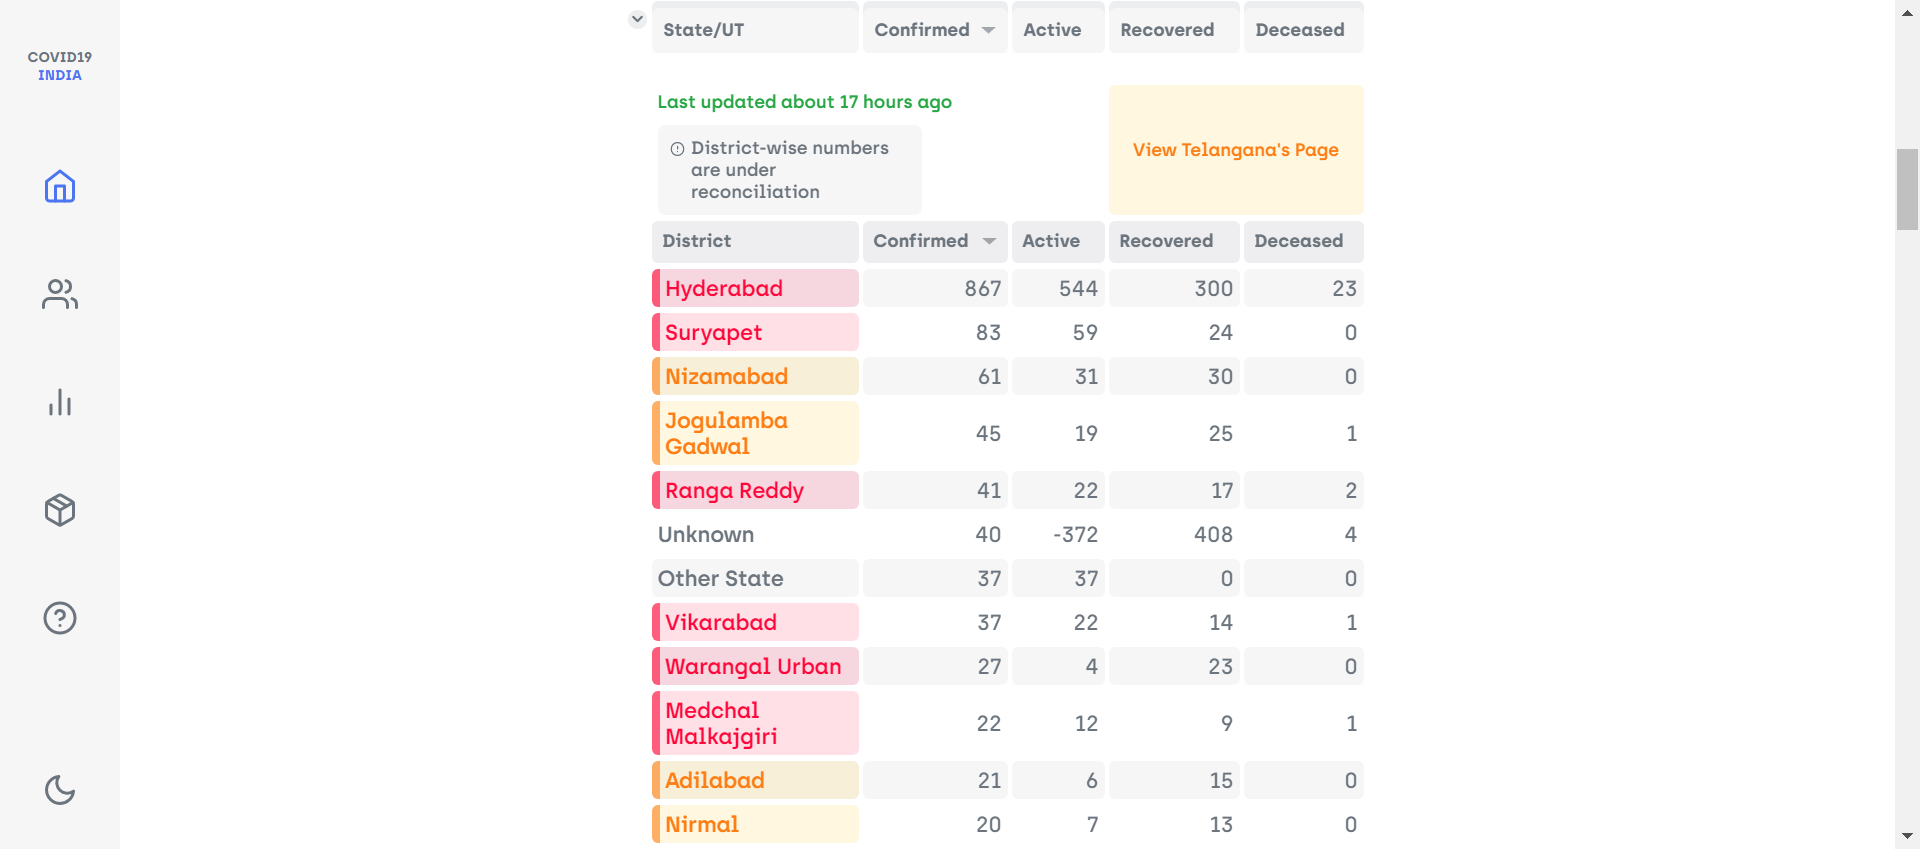 COVID19
INDIA
State/UT Confirmed Active Recovered Deceased
Last updated about 17 hours ago
District-wise numbers
are under
reconciliation
View Telangana's Page
District Confirmed Active Recovered Deceased
Hyderabad 867 544 300 23
Suryapet 83 59 24 0
Nizamabad 61 31 30 0
Jogulamba
Gadwal 45 19 25 1
Ranga Reddy 41 22 17 2
Unknown 40 -372 408 4
Other State 37 37 0 0
Vikarabad 37 22 14 1
Warangal Urban 27 4 23 0
Medchal
Malkajgiri 22 12 9 1
Adilabad 21 6 15 0
Nirmal 20 7 13 0